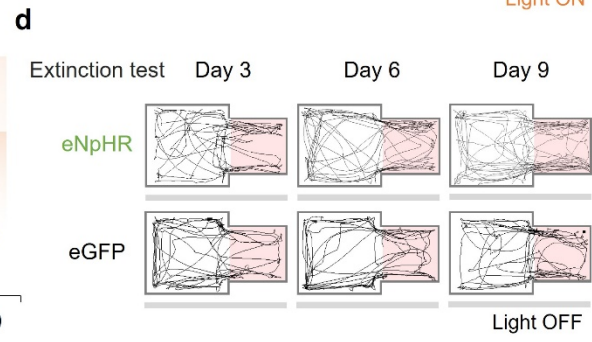 Light ON
d
Extinction test Day 3 Day 6 Day 9
eNpHR
eGFP
Light OFF